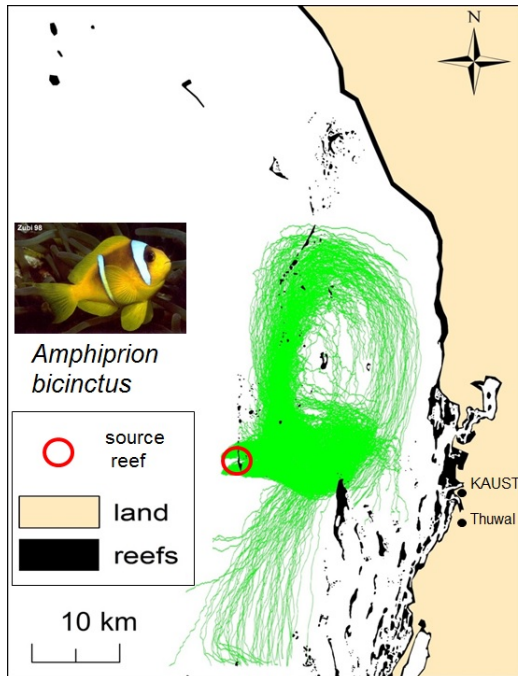 N
Zubi 98
Amphiprion
bicinctus
source
reef
land
reefs
KAUST
Thuwal
10 km